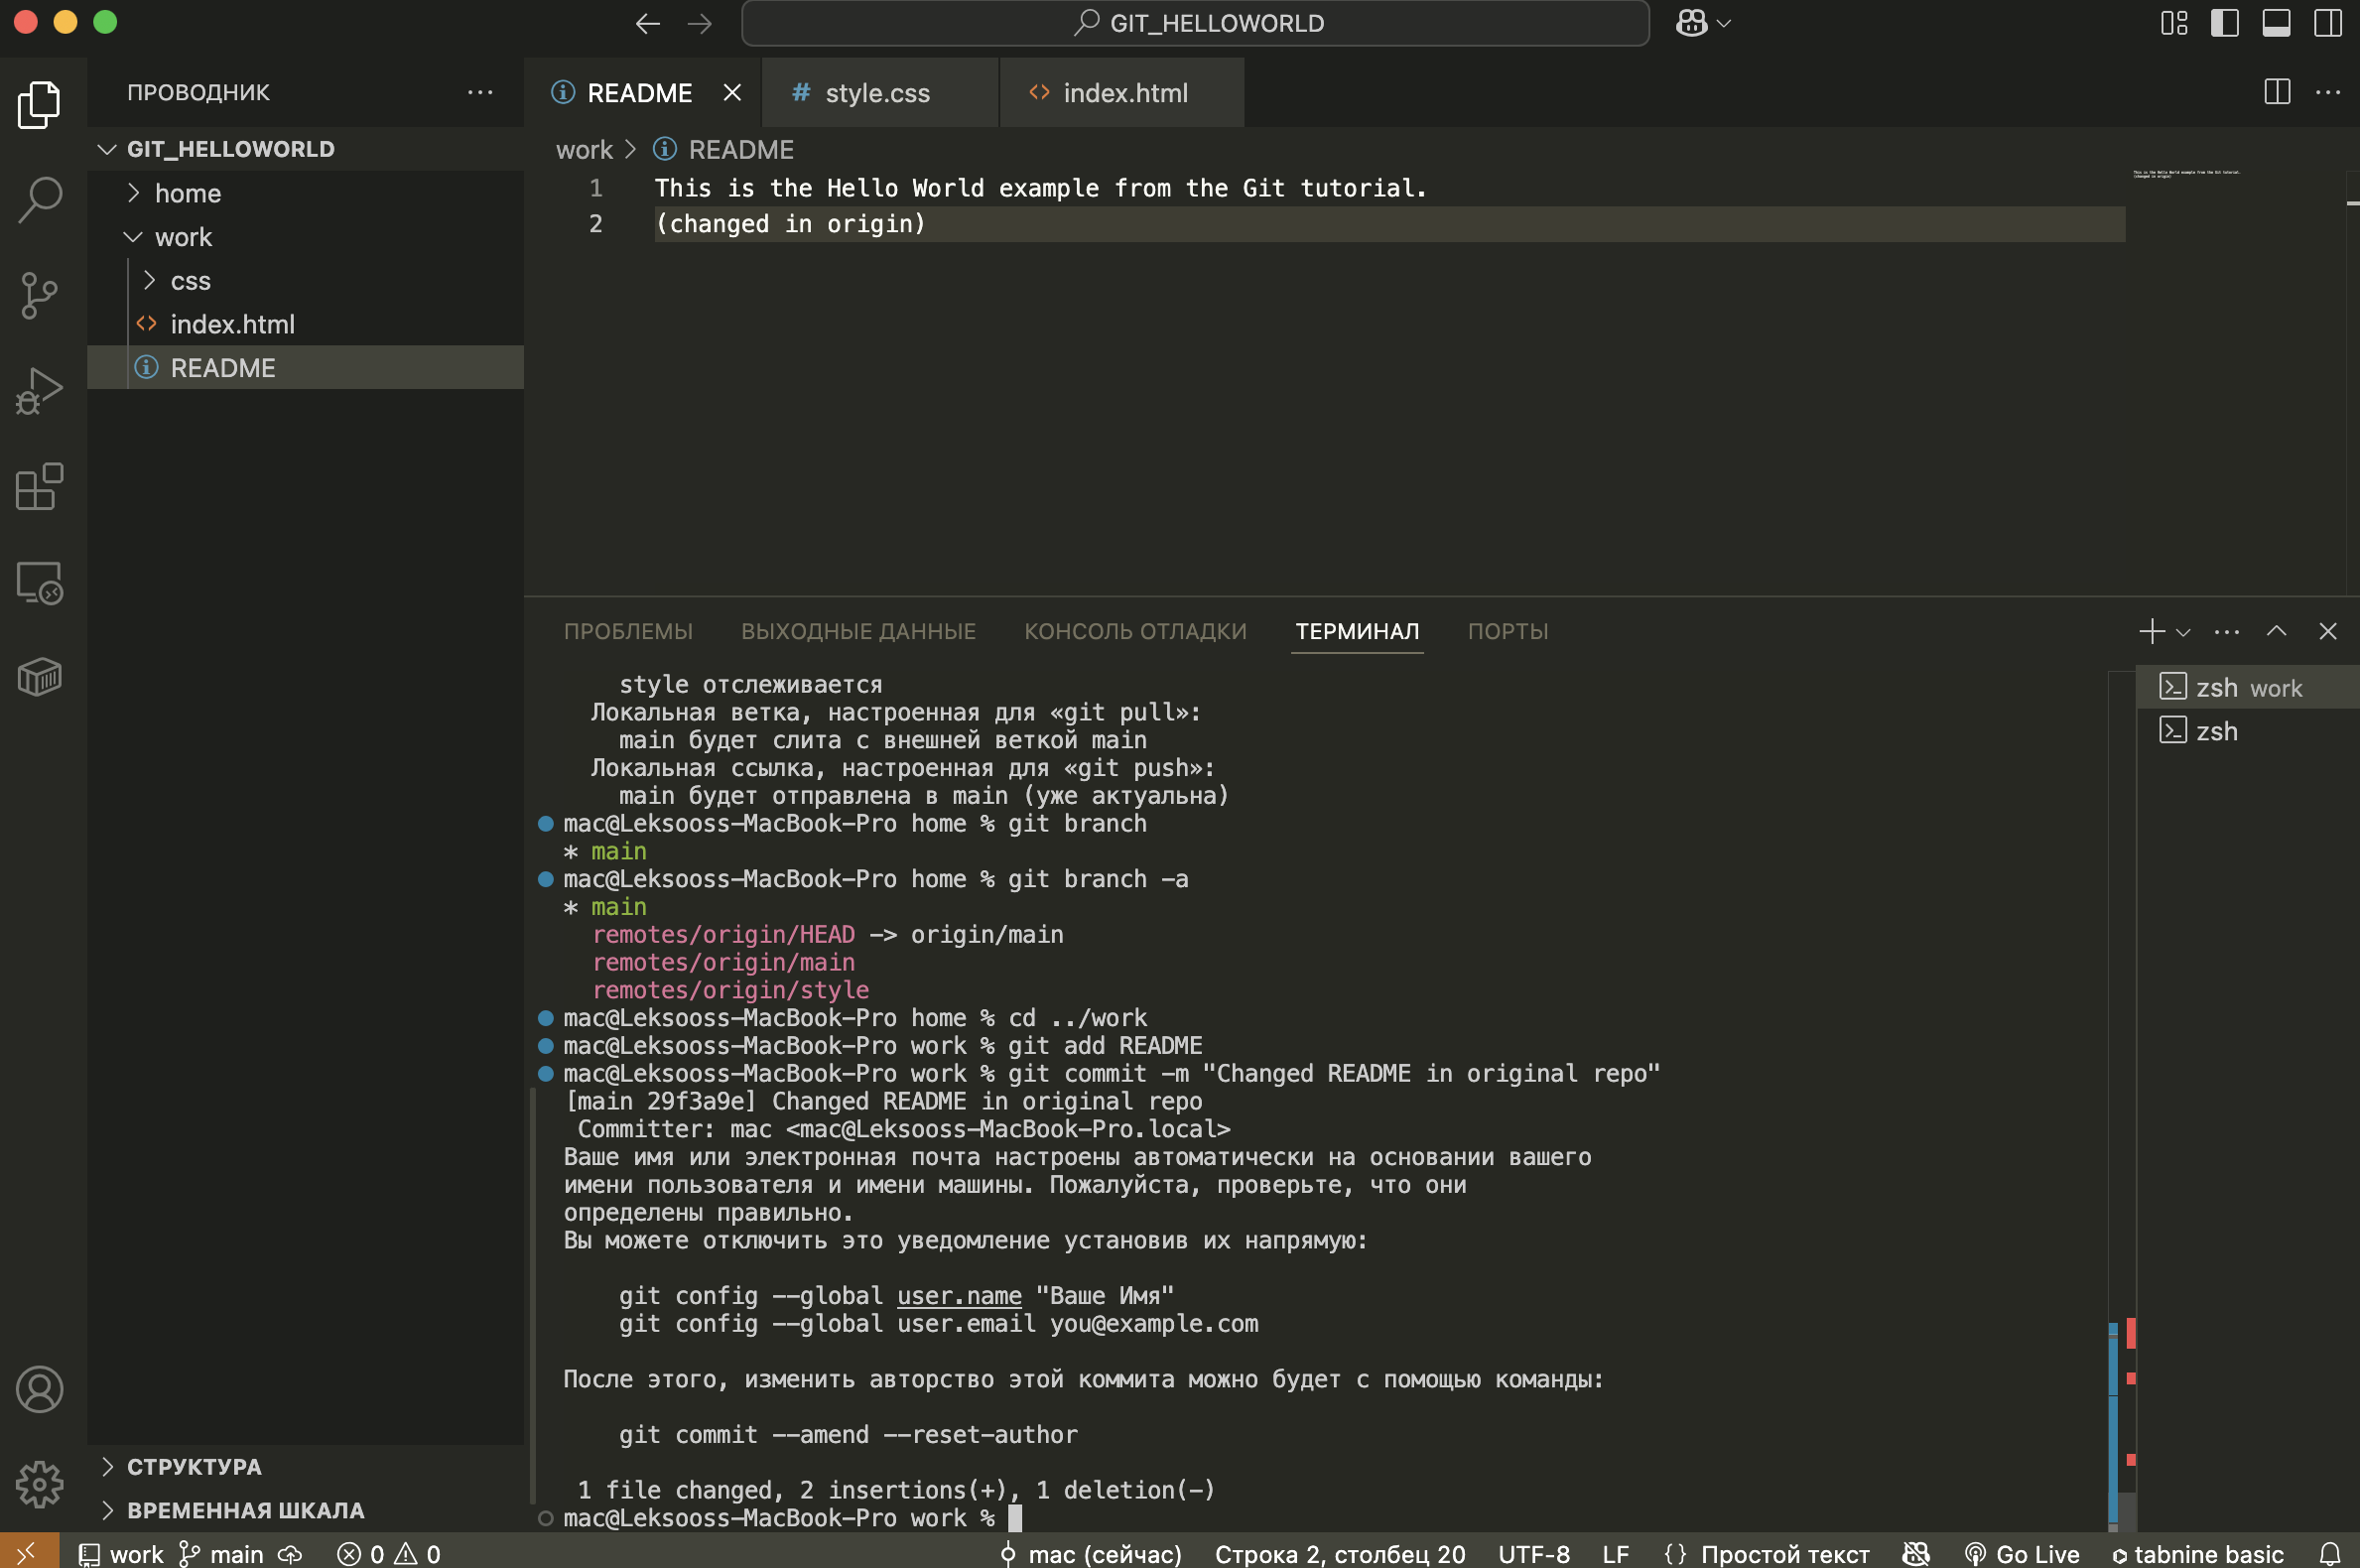 GIT_HELLOWORLD
ПРОВОДНИК
README
style.css
index.html
GIT_HELLOWORLD
home
work
css
index.html
README
work > README
1 This is the Hello World example from the Git tutorial.
2 (changed in origin)
ПРОБЛЕМЫ ВЫХОДНЫЕ ДАННЫЕ КОНСОЛЬ ОТЛАДКИ ТЕРМИНАЛ ПОРТЫ
style отслеживается
Локальная ветка, настроенная для «git pull»:
main будет слита с внешней веткой main
Локальная ссылка, настроенная для «git push»:
main будет отправлена в main (уже актуальна)
mac@Leksooss-MacBook-Pro home % git branch
* main
mac@Leksooss-MacBook-Pro home % git branch -a
* main
remotes/origin/HEAD -> origin/main
remotes/origin/main
remotes/origin/style
mac@Leksooss-MacBook-Pro home % cd ../work
mac@Leksooss-MacBook-Pro work % git add README
mac@Leksooss-MacBook-Pro work % git commit -m "Changed README in original repo"
[main 29f3a9e] Changed README in original repo
Committer: mac <mac@Leksooss-MacBook-Pro.local>
Ваше имя или электронная почта настроены автоматически на основании вашего
имени пользователя и имени машины. Пожалуйста, проверьте, что они
определены правильно.
Вы можете отключить это уведомление установив их напрямую:
git config --global user.name "Ваше Имя"
git config --global user.email you@example.com
После этого, изменить авторство этой коммита можно будет с помощью команды:
git commit --amend --reset-author
1 file changed, 2 insertions(+), 1 deletion(-)
mac@Leksooss-MacBook-Pro work %
zsh work
zsh
СТРУКТУРА
ВРЕМЕННАЯ ШКАЛА
work main 0 0 mac (сейчас) Строка 2, столбец 20 UTF-8 LF {} Простой текст Go Live tabnine basic